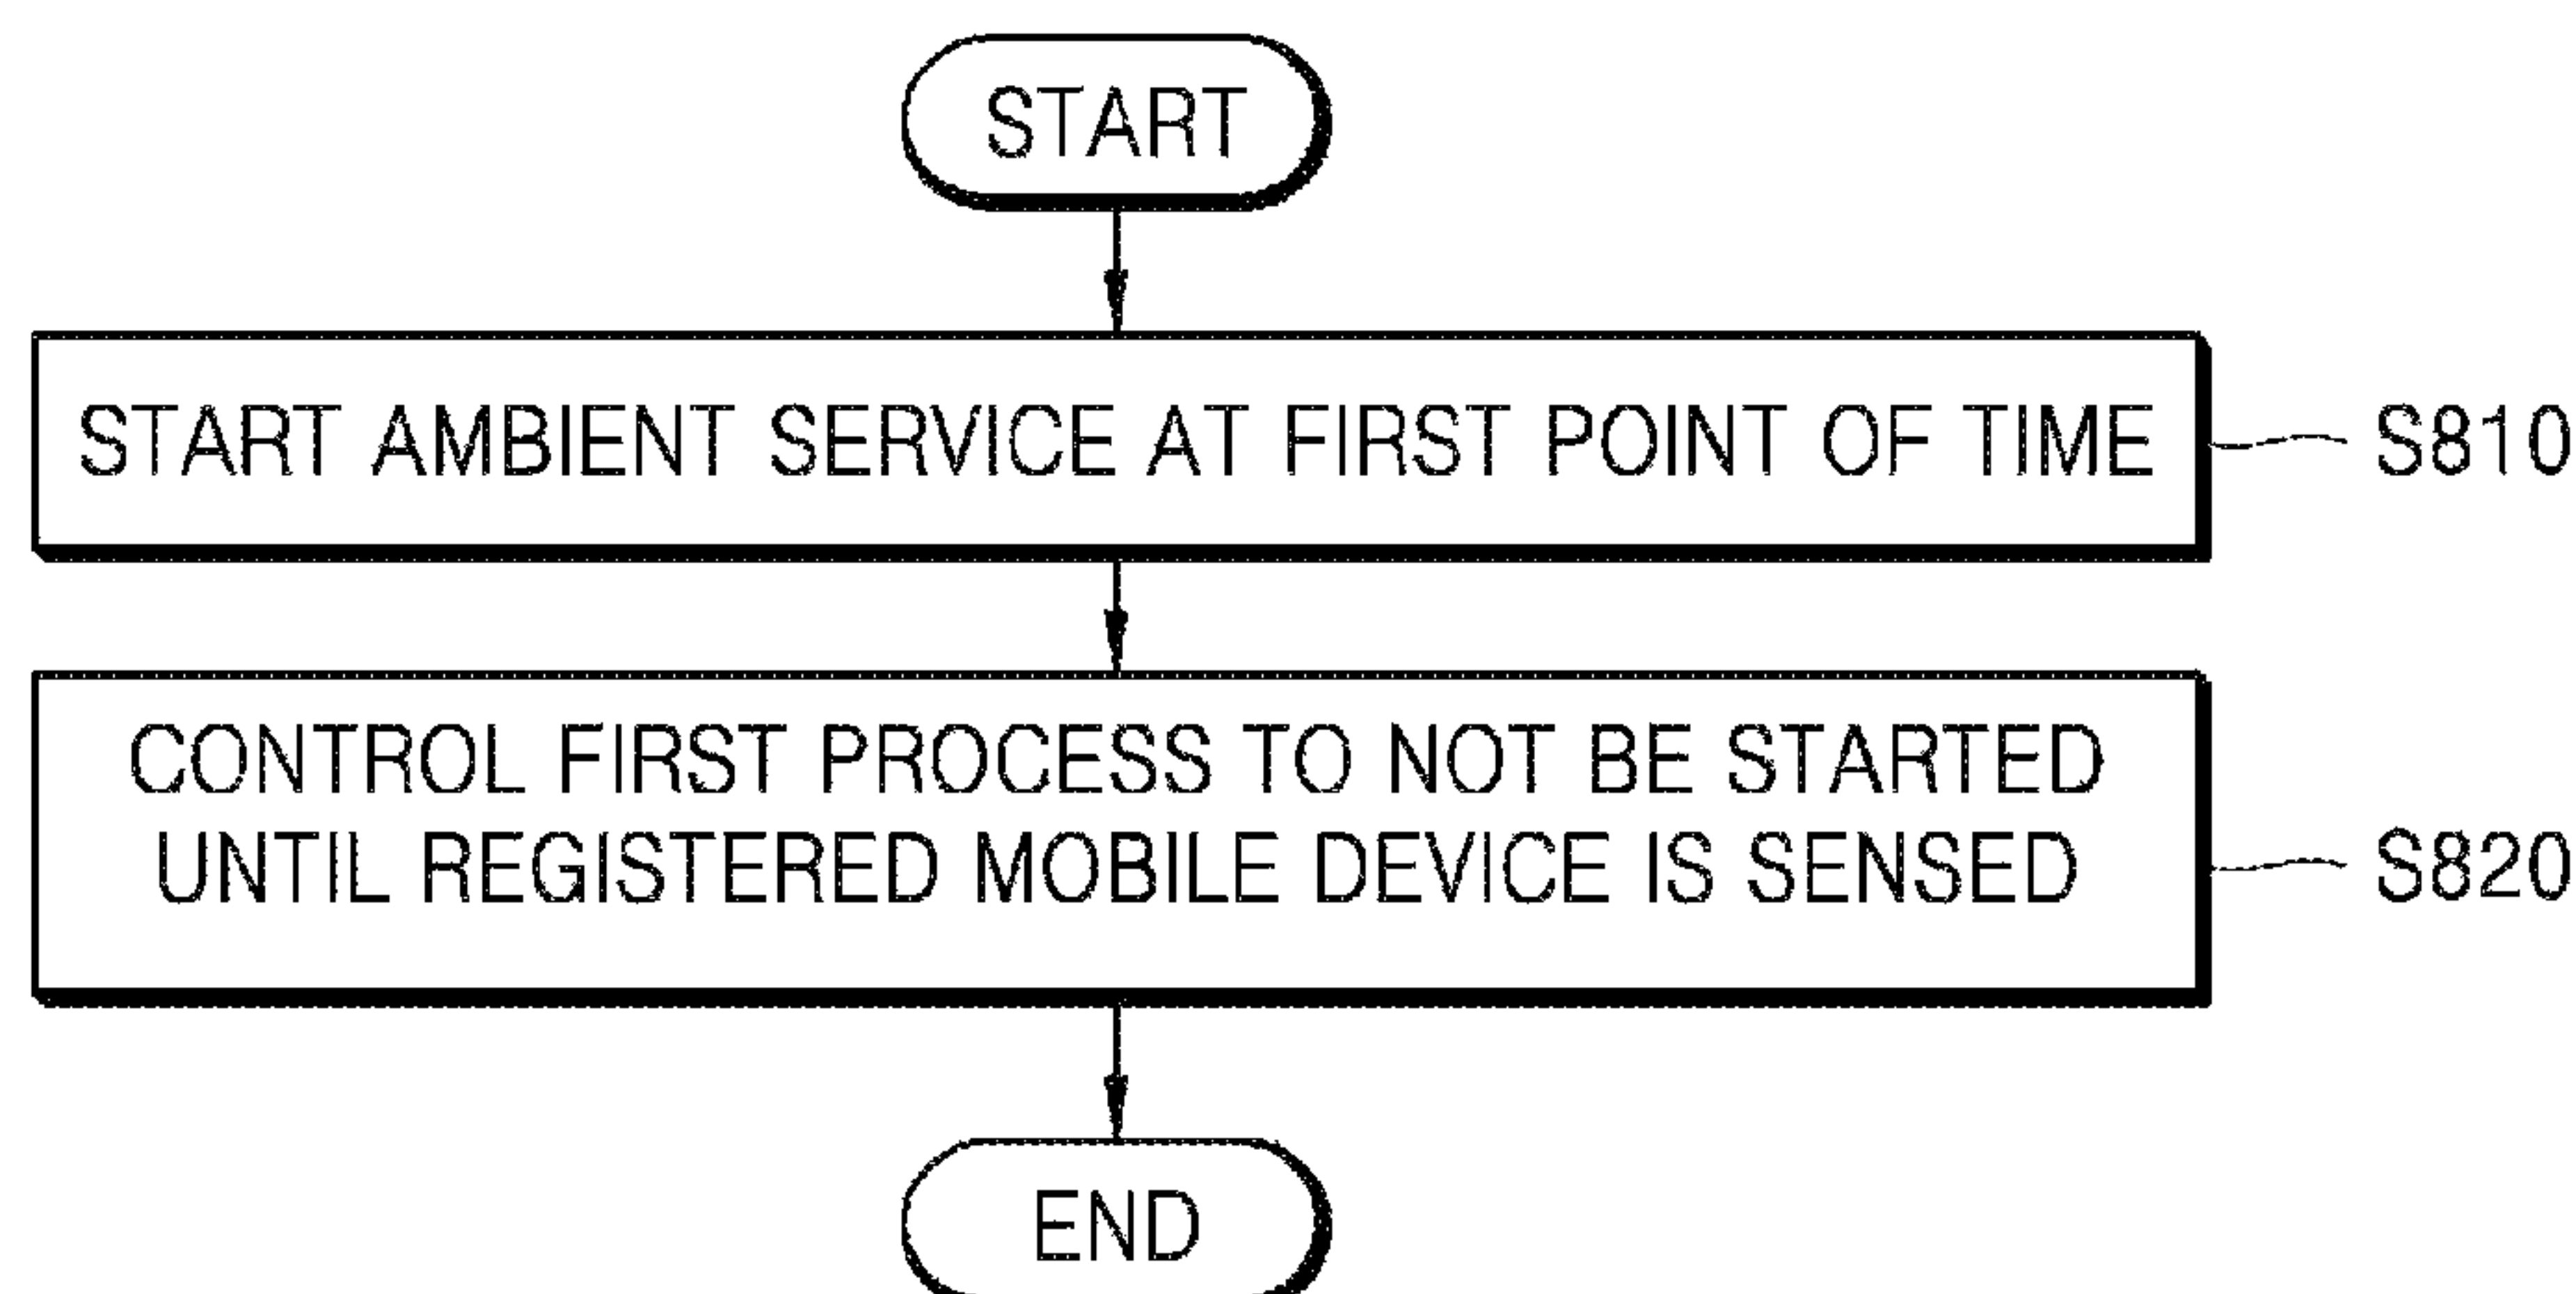 START
START AMBIENT SERVICE AT FIRST POINT OF TIME
S810
CONTROL FIRST PROCESS TO NOT BE STARTED
UNTIL REGISTERED MOBILE DEVICE IS SENSED
S820
END